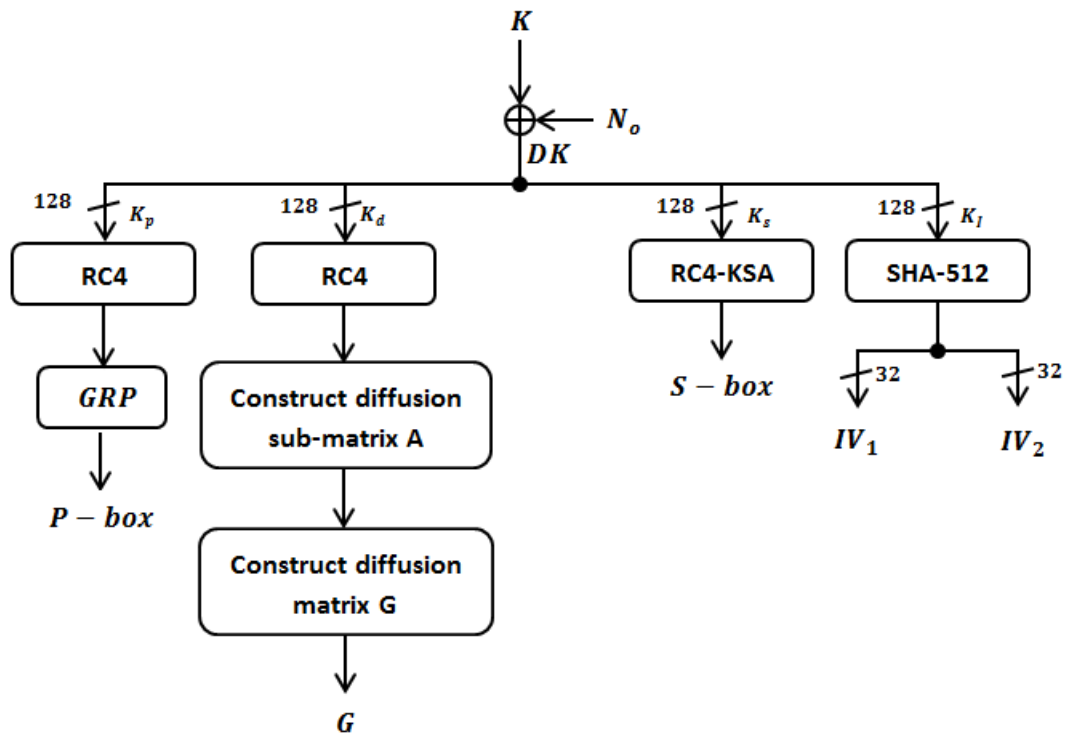 K
N_o
DK
128 K_p
128 K_d
128 K_s
128 K_I
RC4
RC4
RC4-KSA
SHA-512
GRP
Construct diffusion
sub-matrix A
S − box
32
32
IV_1
IV_2
P − box
Construct diffusion
matrix G
G